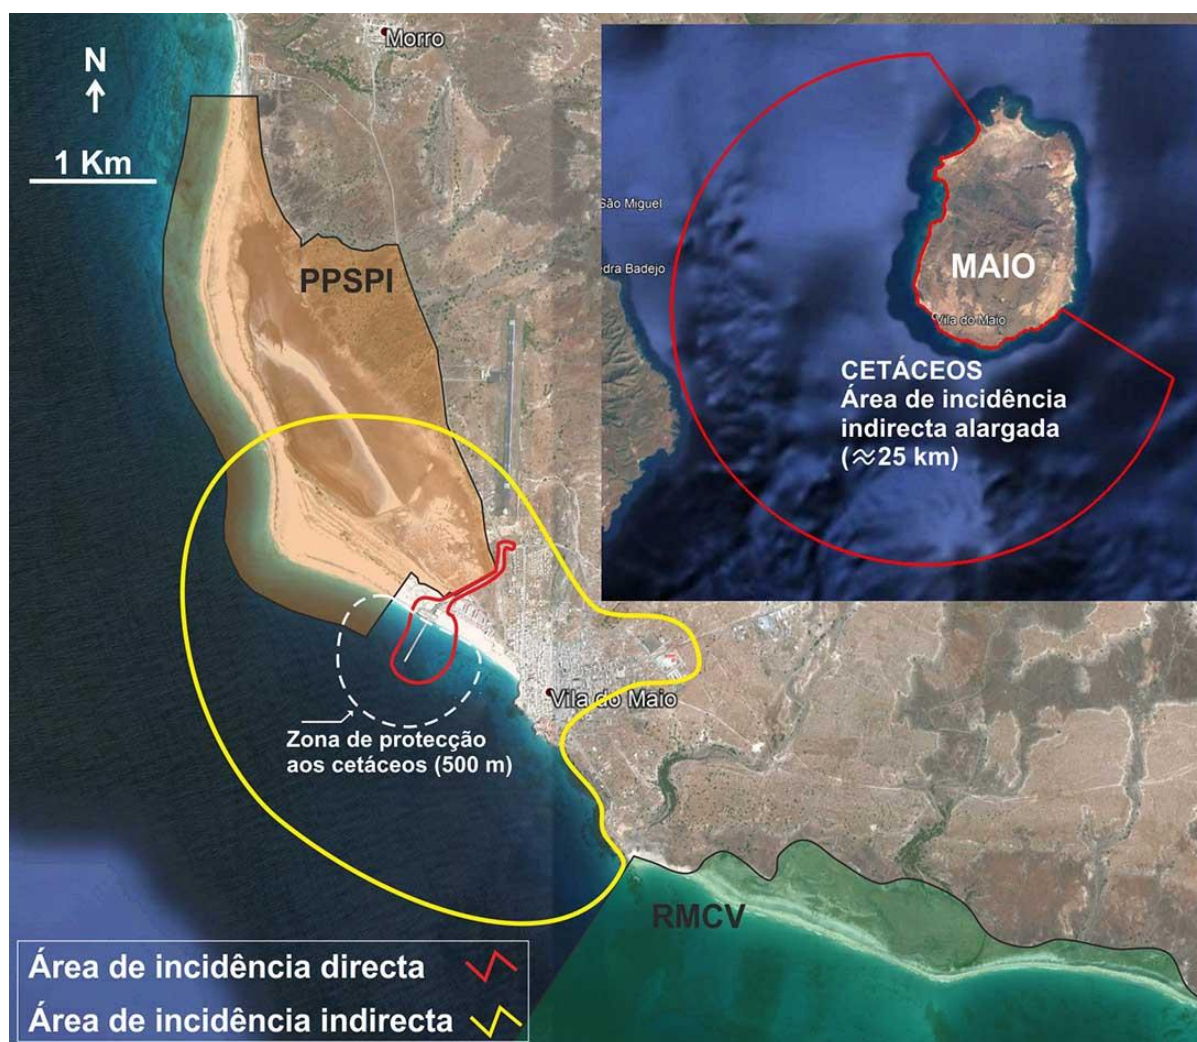 Morro
N
1 Km
PPSPI
São Miguel
edra Badejo
MAIO
Vila do Maio
CETÁCEOS
Área de incidência
indirecta alargada
(≈25 km)
Vila do Maio
Zona de protecção
aos cetáceos (500 m)
RMCV
Área de incidência directa
Área de incidência indirecta